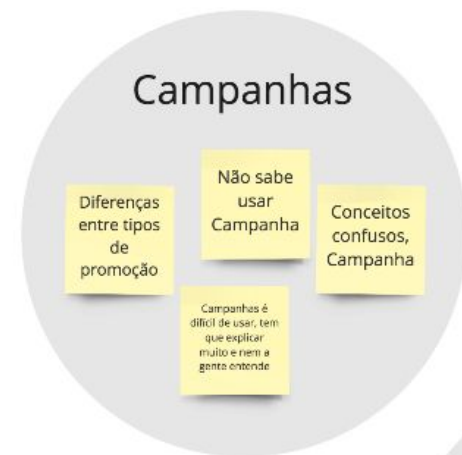 Campanhas
Diferenças
entre tipos
de
promoção
Não sabe
usar
Campanha
Conceitos
confusos,
Campanha
Campanhas é
difícil de usar, tem
que explicar
muito e nem a
gente entende